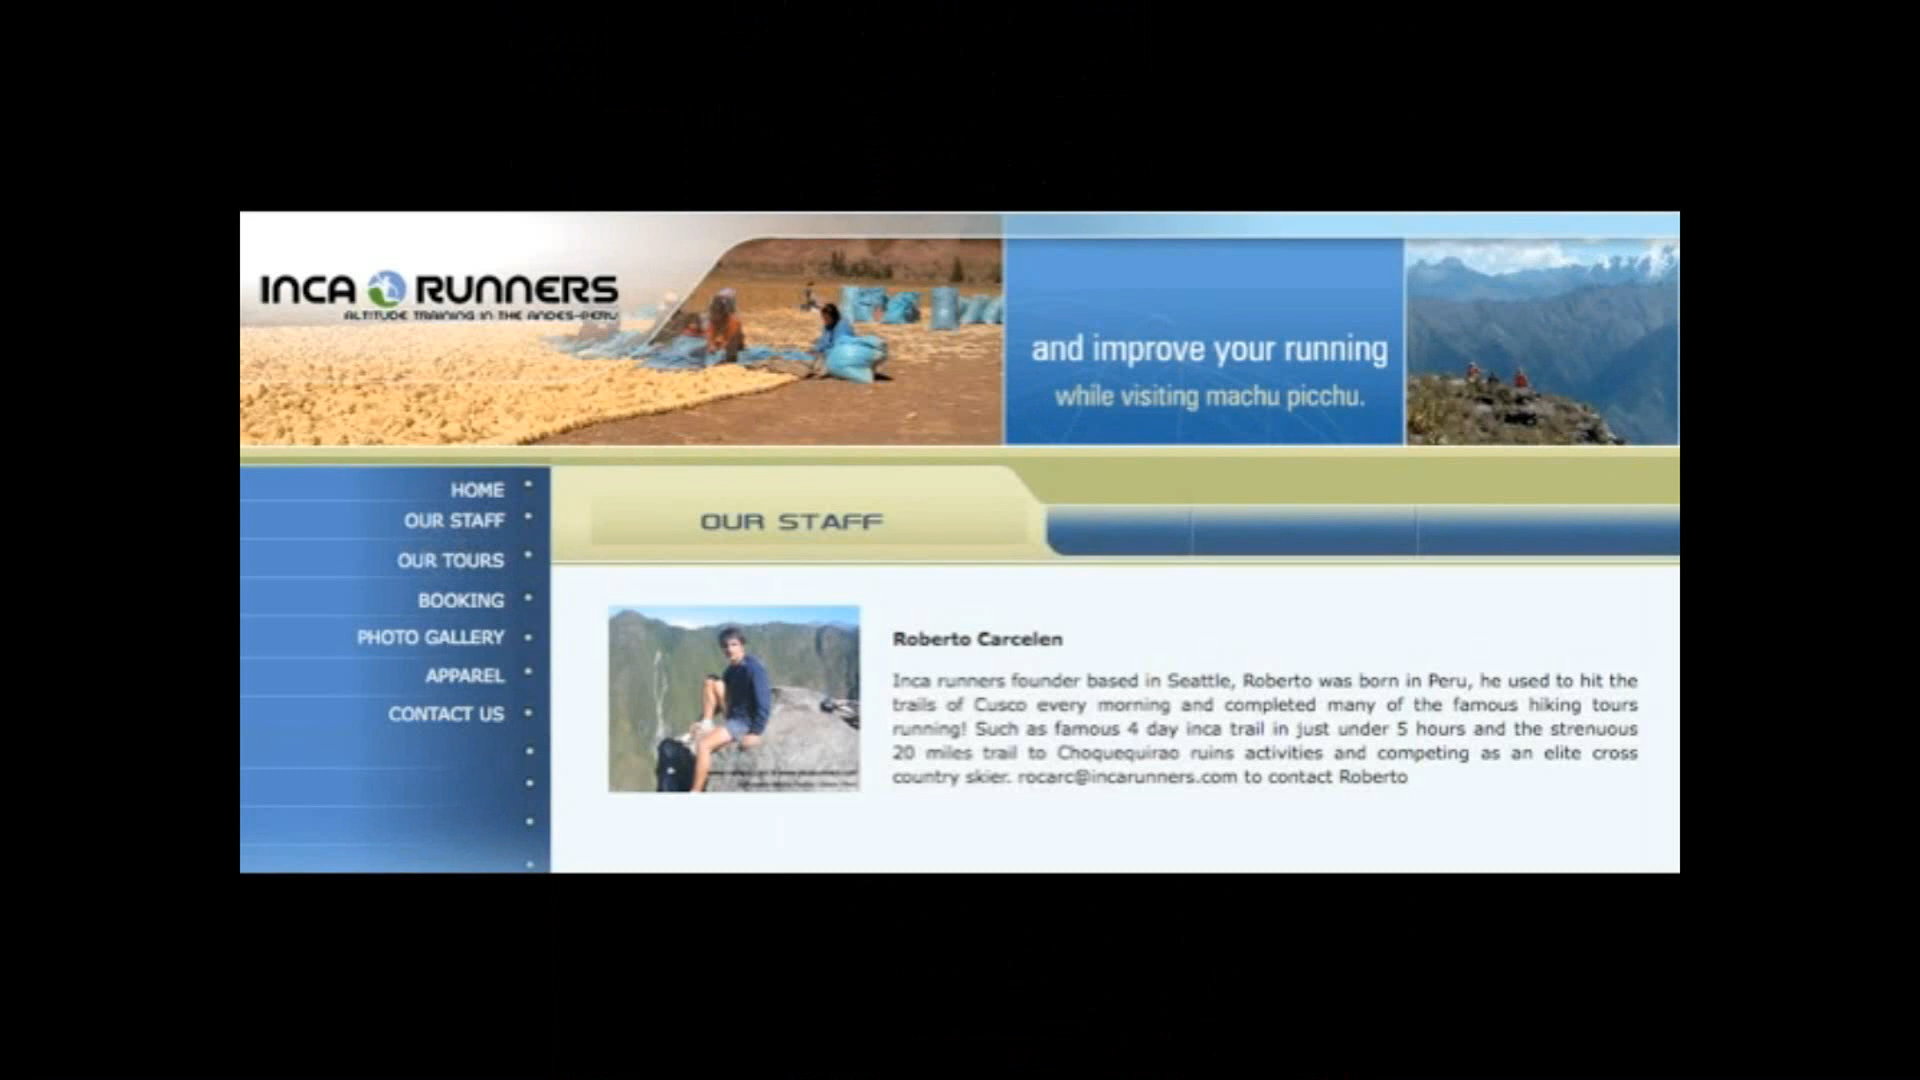 INCA RUNNERS
ALTITUDE TRAINING IN THE ANDES-PERU
and improve your running
while visiting machu picchu.
HOME
OUR STAFF
OUR TOURS
BOOKING
PHOTO GALLERY
APPAREL
CONTACT US
OUR STAFF
Roberto Carcelen
Inca runners founder based in Seattle, Roberto was born in Peru, he used to hit the
trails of Cusco every morning and completed many of the famous hiking tours
running! Such as famous 4 day inca trail in just under 5 hours and the strenuous
20 miles trail to Choquequirao ruins activities and competing as an elite cross
country skier. rocarc@incarunners.com to contact Roberto